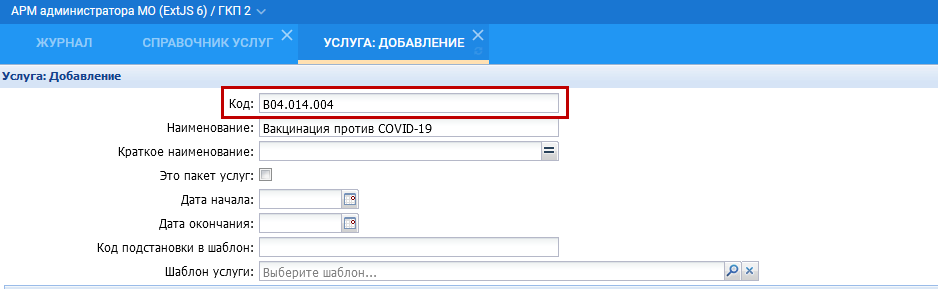 АРМ администратора МО (ExtJS 6) / ГКП 2
ЖУРНАЛ СПРАВОЧНИК УСЛУГ УСЛУГА: ДОБАВЛЕНИЕ
Услуга: Добавление
Код: B04.014.004
Наименование: Вакцинация против COVID-19
Краткое наименование:
Это пакет услуг:
Дата начала:
Дата окончания:
Код подстановки в шаблон:
Шаблон услуги: Выберите шаблон...